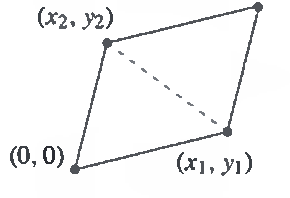 (x₂, y₂)
(0, 0)
(x₁, y₁)